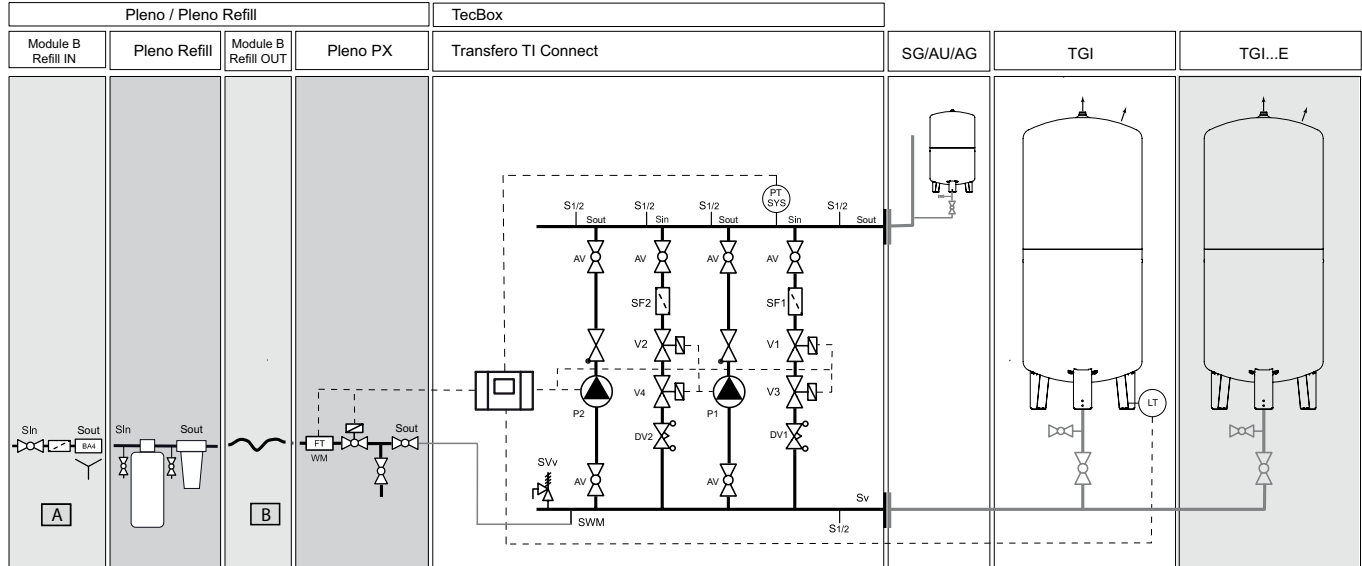 Pleno / Pleno Refill
TecBox
Module B
Refill IN
Pleno Refill
Module B
Refill OUT
Pleno PX
Transfero TI Connect
SG/AU/AG
TGI
TGI...E
PT
SYS
S1/2
S1/2
S1/2
S1/2
Sout
Sin
Sout
Sin
Sout
AV
AV
AV
AV
SF2
SF1
V2
V1
V4
V3
P2
P1
LT
DV2
DV1
SIn
Sout
BA4
Sout
FT
WM
Sout
SVv
AV
AV
Sv
SWM
S1/2
A
B